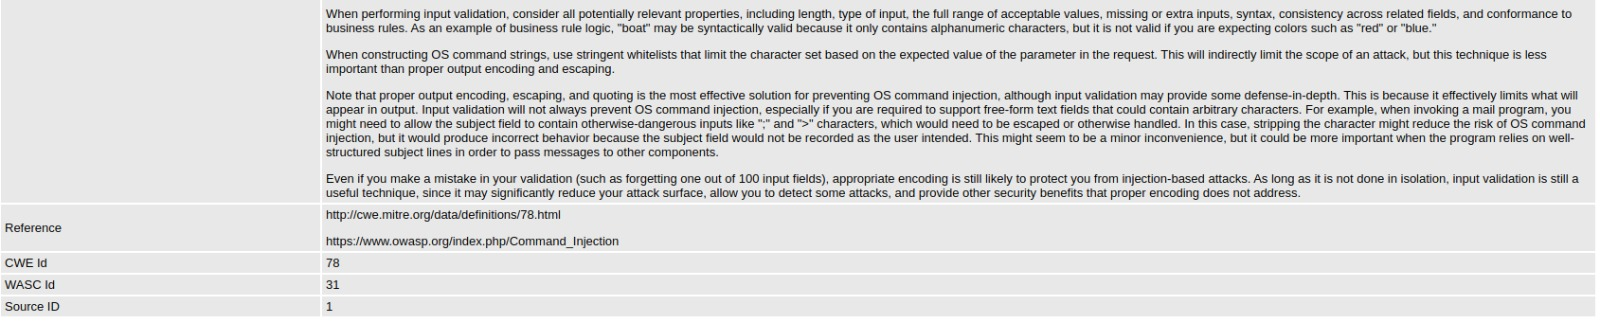 When performing input validation, consider all potentially relevant properties, including length, type of input, the full range of acceptable values, missing or extra inputs, syntax, consistency across related fields, and conformance to
business rules. As an example of business rule logic, "boat" may be syntactically valid because it only contains alphanumeric characters, but it is not valid if you are expecting colors such as "red" or "blue."
When constructing OS command strings, use stringent whitelists that limit the character set based on the expected value of the parameter in the request. This will indirectly limit the scope of an attack, but this technique is less
important than proper output encoding and escaping.
Note that proper output encoding, escaping, and quoting is the most effective solution for preventing OS command injection, although input validation may provide some defense-in-depth. This is because it effectively limits what will
appear in output. Input validation will not always prevent OS command injection, especially if you are required to support free-form text fields that could contain arbitrary characters. For example, when invoking a mail program, you
might need to allow the subject field to contain otherwise-dangerous inputs like ";" and ">" characters, which would need to be escaped or otherwise handled. In this case, stripping the character might reduce the risk of OS command
injection, but it would produce incorrect behavior because the subject field would not be recorded as the user intended. This might seem to be a minor inconvenience, but it could be more important when the program relies on well-
structured subject lines in order to pass messages to other components.
Even if you make a mistake in your validation (such as forgetting one out of 100 input fields), appropriate encoding is still likely to protect you from injection-based attacks. As long as it is not done in isolation, input validation is still a
useful technique, since it may significantly reduce your attack surface, allow you to detect some attacks, and provide other security benefits that proper encoding does not address.
Reference
http://cwe.mitre.org/data/definitions/78.html
https://www.owasp.org/index.php/Command_Injection
CWE Id 78
WASC Id 31
Source ID 1